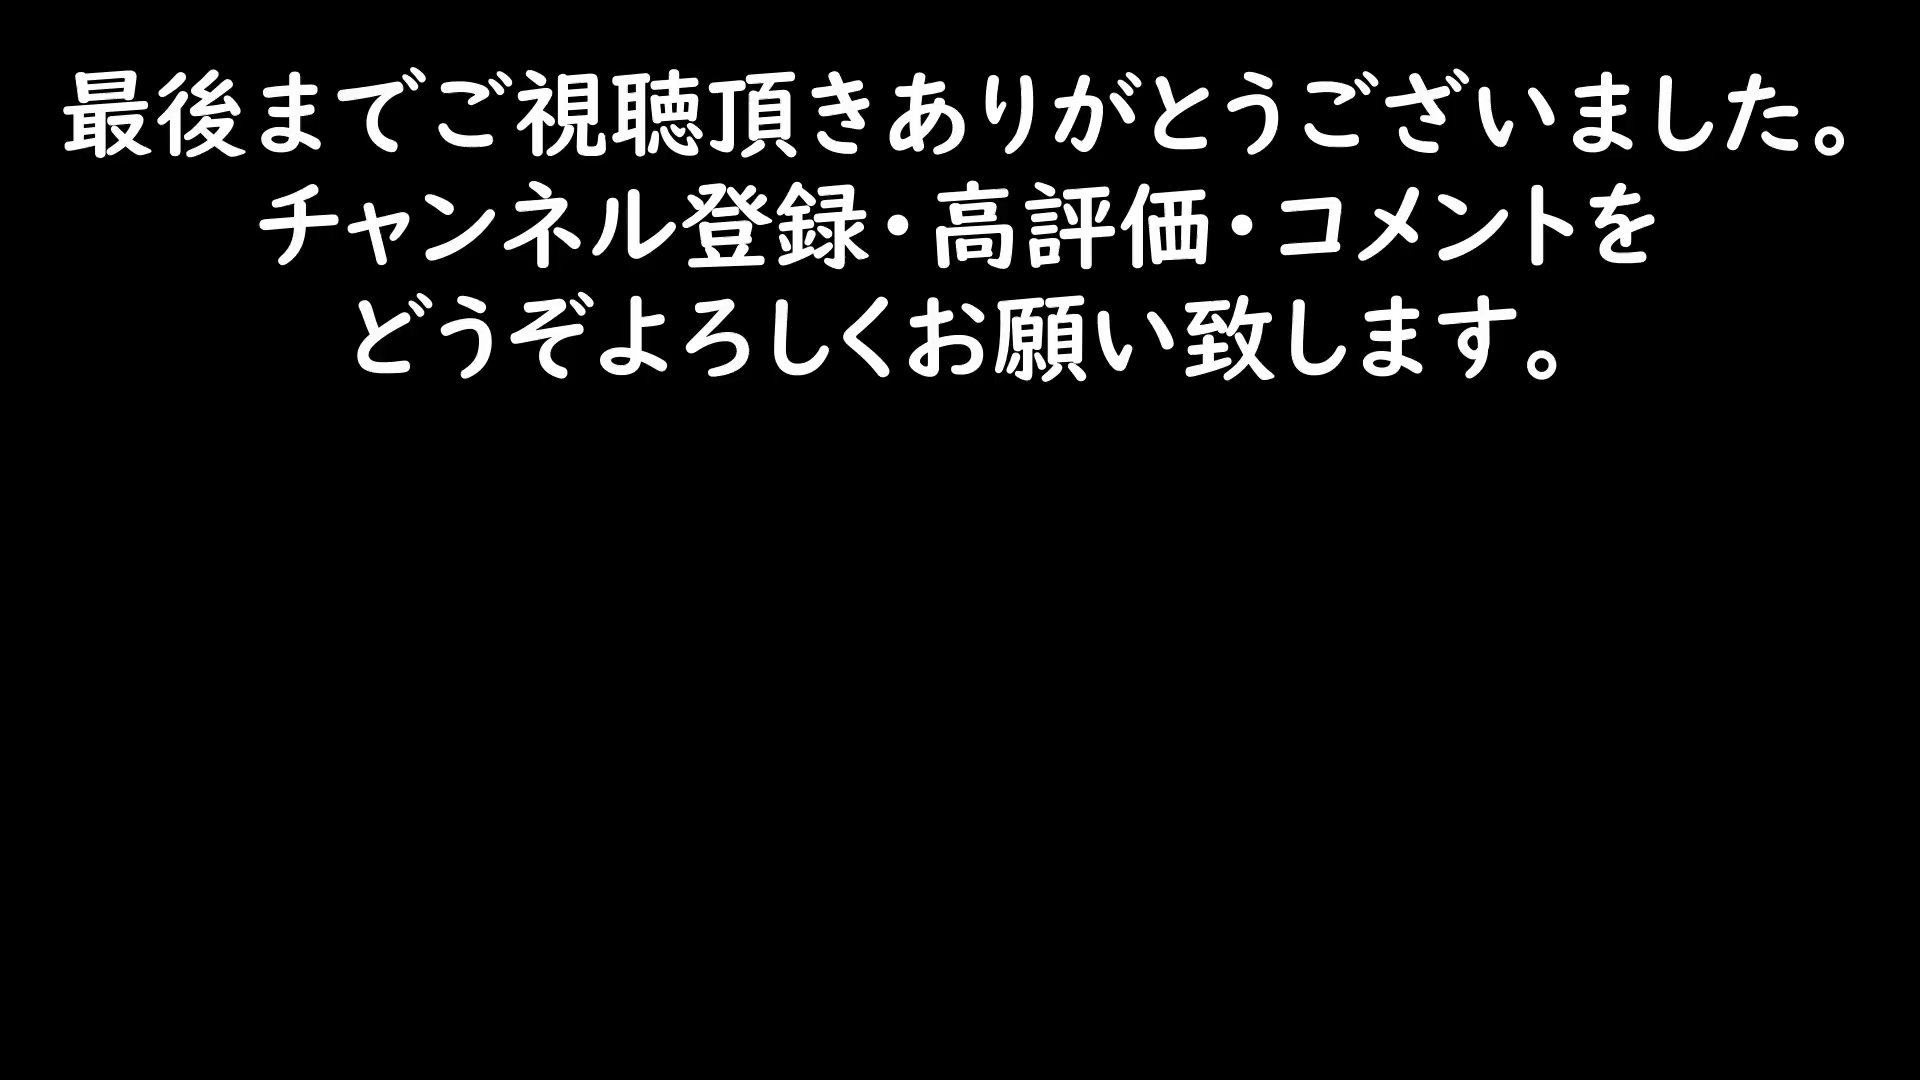 最後までご視聴頂きありがとうございました。
チャンネル登録・高評価・コメントを
どうぞよろしくお願い致します。